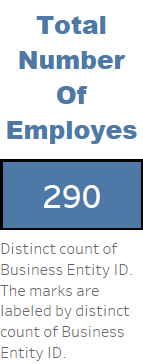 Total
Number
Of
Employes
290
Distinct count of
Business Entity ID.
The marks are
labeled by distinct
count of Business
Entity ID.